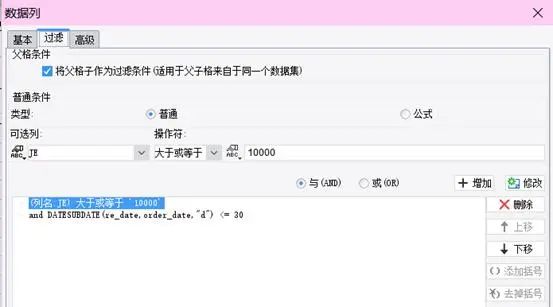 数据列
基本 过滤 高级
父格条件
将父格子作为过滤条件(适用于父子格来自于同一个数据集)
普通条件
类型: 普通 公式
可选列: 操作符:
ABC JE 大于或等于 ABC 10000
与(AND) 或(OR) 增加 修改
(列名.JE) 大于或等于 '10000' 删除
and DATESUBDATE(re_date,order_date,"d") <= 30
上移
下移
() 添加括号
去掉括号